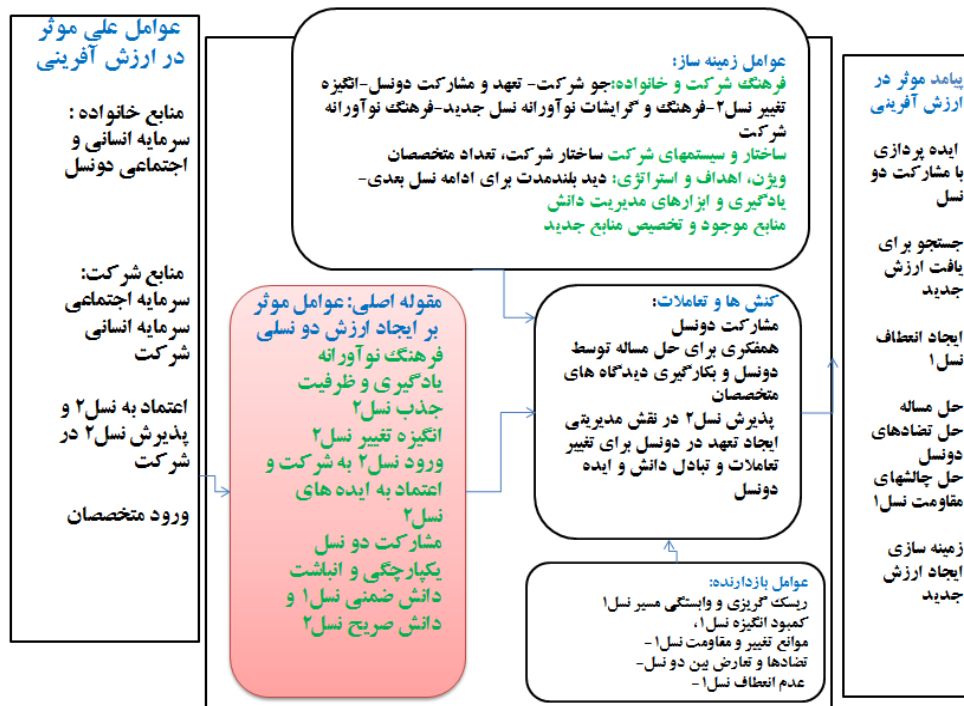 عوامل علی موثر
در ارزش آفرینی
منابع خانواده :
سرمایه انسانی و
اجتماعی دونسل
منابع شرکت:
سرمایه اجتماعی
سرمایه انسانی
شرکت
اعتماد به نسل۲ و
پذیرش نسل۲ در
شرکت
ورود متخصصان
عوامل زمینه ساز:
فرهنگ شرکت و خانواده:جو شرکت- تعهد و مشارکت دونسل-انگیزه
تغییر نسل۲-فرهنگ و گرایشات نوآورانه نسل جدید-فرهنگ نوآورانه
شرکت
ساختار و سیستمهای شرکت ساختار شرکت، تعداد متخصصان
ویژن، اهداف و استراتژی: دید بلندمدت برای ادامه نسل بعدی-
یادگیری و ابزارهای مدیریت دانش
منابع موجود و تخصیص منابع جدید
مقوله اصلی: عوامل موثر
بر ایجاد ارزش دو نسلی
فرهنگ نوآورانه
یادگیری و ظرفیت
جذب نسل۲
انگیزه تغییر نسل۲
ورود نسل۲ به شرکت و
اعتماد به ایده های
نسل۲
مشارکت دو نسل
یکپارچگی و انباشت
دانش ضمنی نسل۱ و
دانش صریح نسل۲
کنش ها و تعاملات:
مشارکت دونسل
همفکری برای حل مساله توسط
دونسل و بکارگیری دیدگاه های
متخصصان
پذیرش نسل۲ در نقش مدیریتی
ایجاد تعهد در دونسل برای تغییر
تعاملات و تبادل دانش و ایده
دونسل
عوامل بازدارنده:
ریسک گریزی و وابستگی مسیر نسل۱
کمبود انگیزه نسل۱،
موانع تغییر و مقاومت نسل۱-
تضادها و تعارض بین دو نسل-
عدم انعطاف نسل۱-
پیامد موثر در
ارزش آفرینی
ایده پردازی
با مشارکت دو
نسل
جستجو برای
یافت ارزش
جدید
ایجاد انعطاف
نسل۱
حل مساله
حل تضادهای
دونسل
حل چالشهای
مقاومت نسل۱
زمینه سازی
ایجاد ارزش
جدید